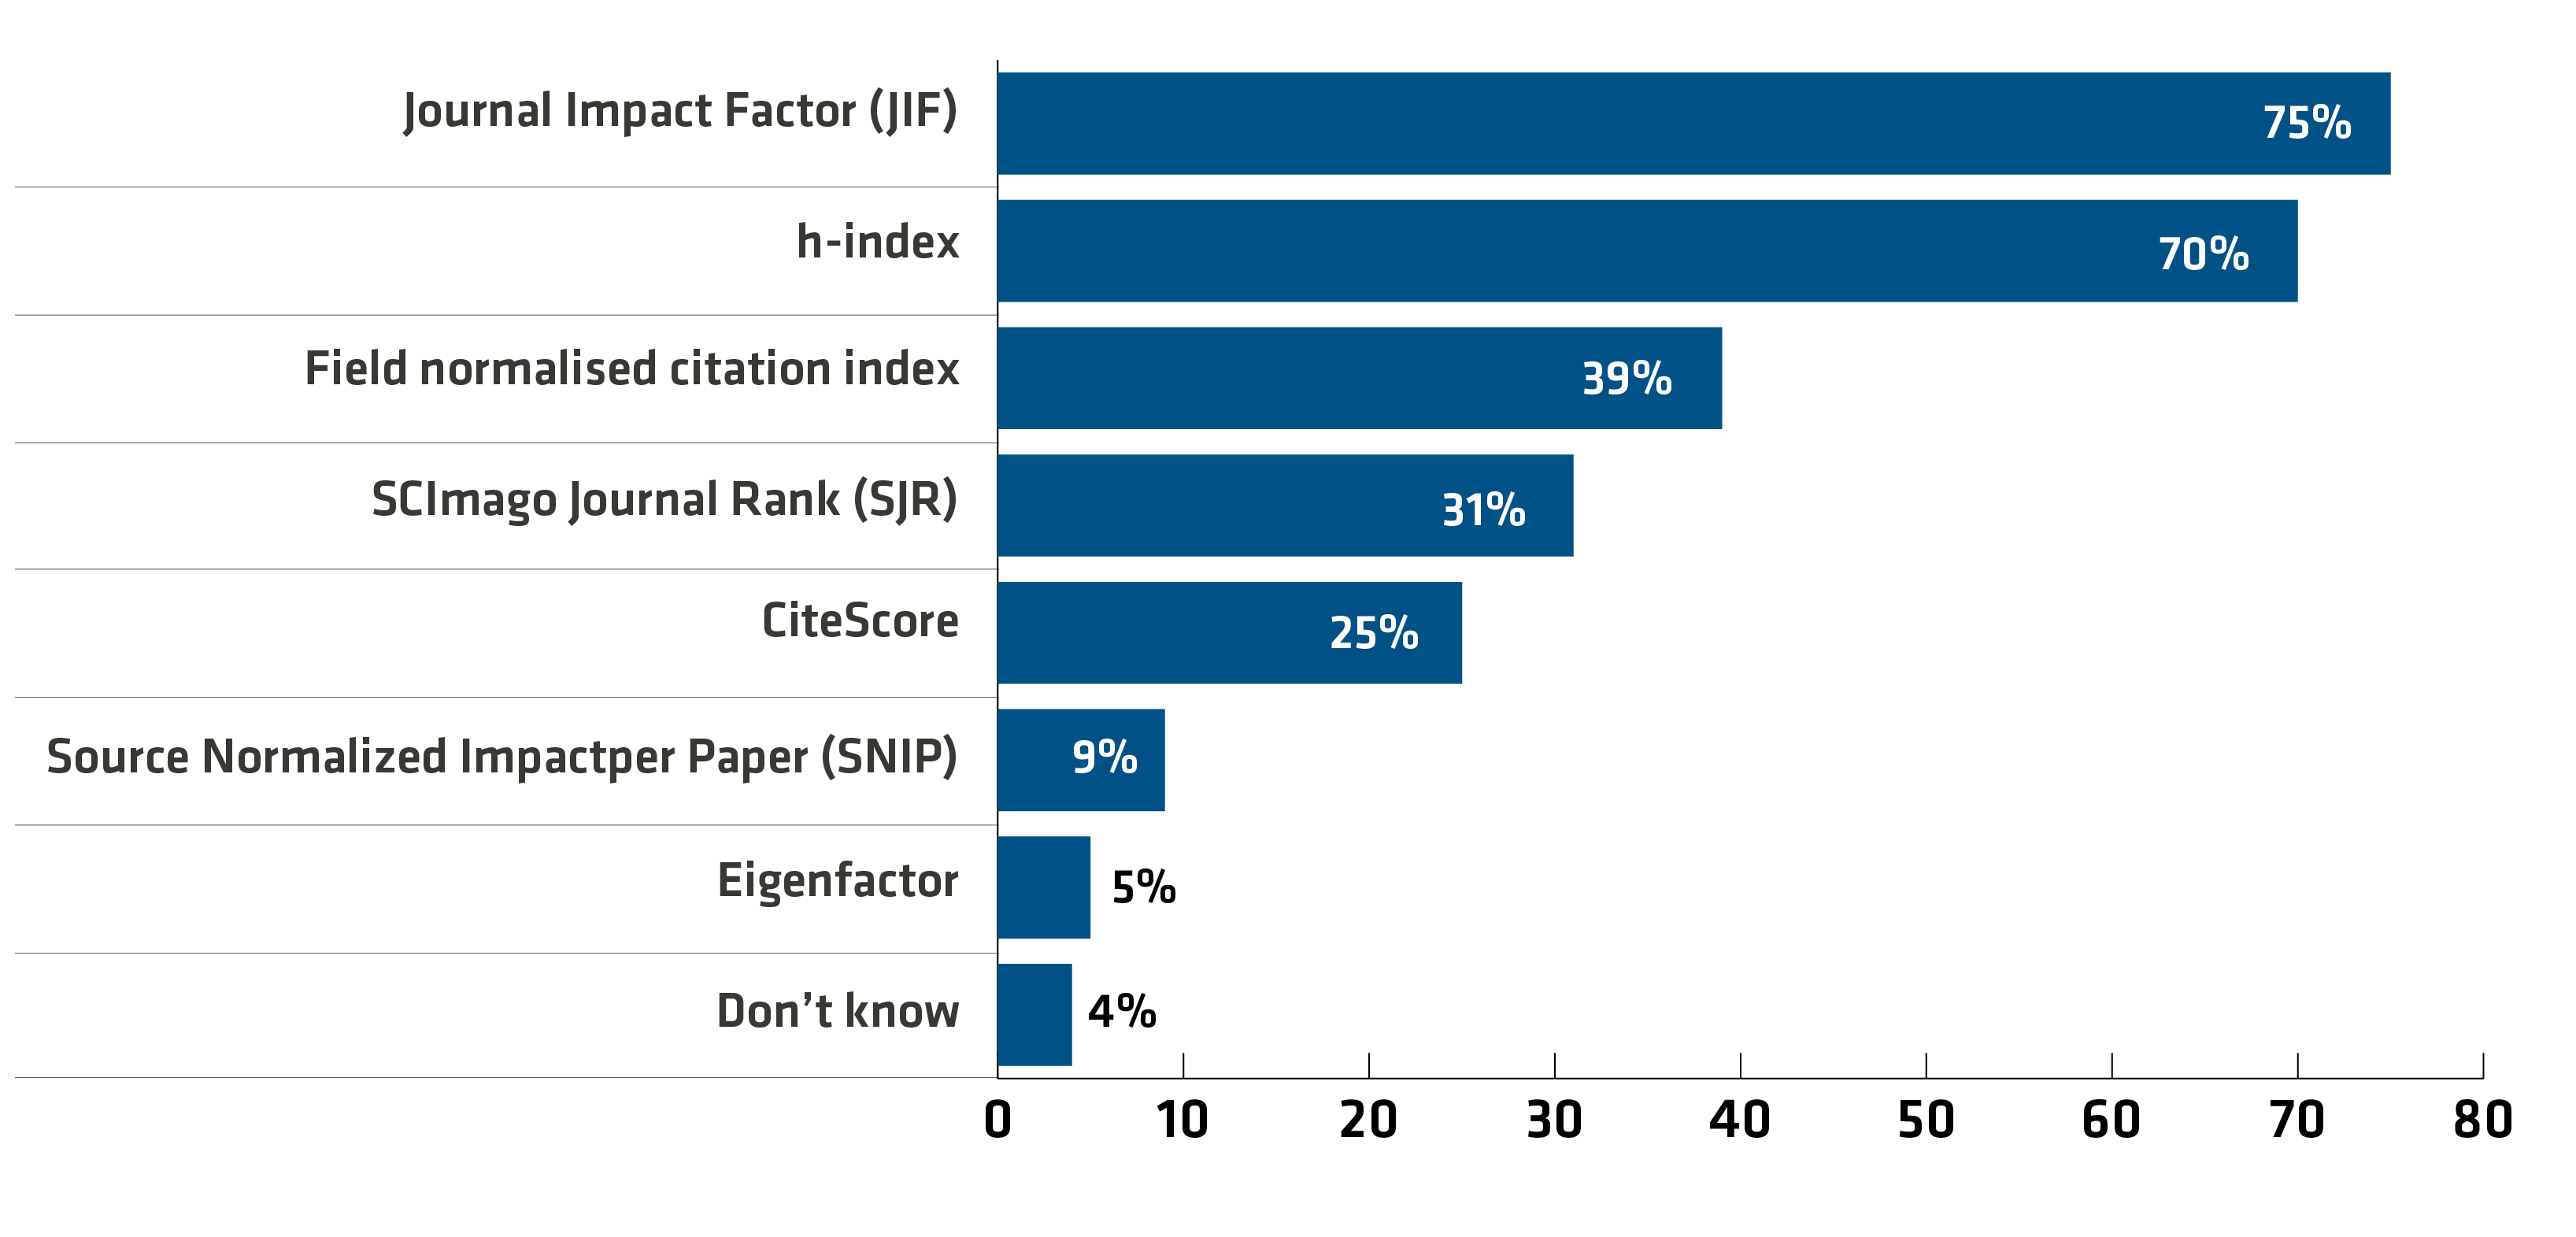 Journal Impact Factor (JIF)
75%
h-index
70%
Field normalised citation index
39%
SCImago Journal Rank (SJR)
31%
CiteScore
25%
Source Normalized Impactper Paper (SNIP)
9%
Eigenfactor
5%
Don’t know
4%
0 10 20 30 40 50 60 70 80